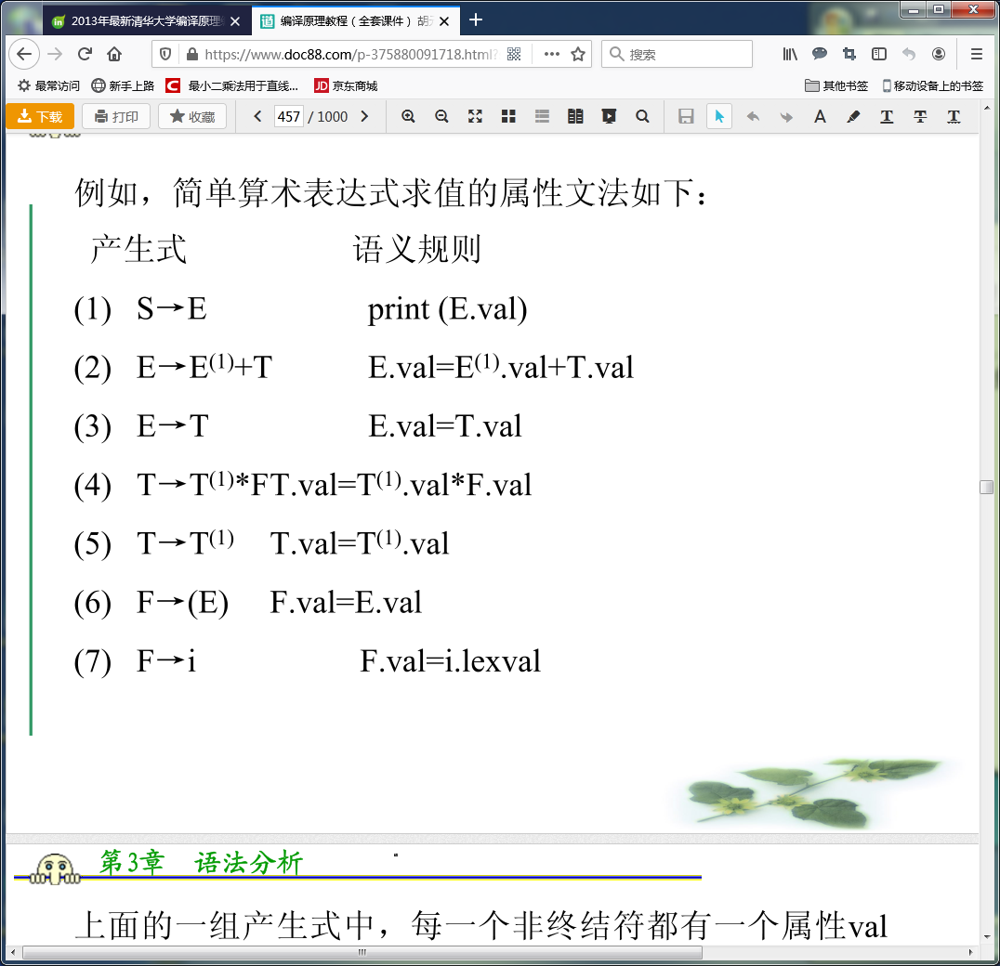 2013年最新清华大学编译原理
编译原理教程（全套课件）胡
https://www.doc88.com/p-375880091718.html?
搜索
最常访问 新手上路 最小二乘法用于直线... JD 京东商城 其他书签 移动设备上的书签
下载 打印 收藏 457 / 1000
例如，简单算术表达式求值的属性文法如下：
产生式 语义规则
(1) S→E print (E.val)
(2) E→E⁽¹⁾+T E.val=E⁽¹⁾.val+T.val
(3) E→T E.val=T.val
(4) T→T⁽¹⁾*FT.val=T⁽¹⁾.val*F.val
(5) T→T⁽¹⁾ T.val=T⁽¹⁾.val
(6) F→(E) F.val=E.val
(7) F→i F.val=i.lexval
第3章 语法分析
上面的一组产生式中，每一个非终结符都有一个属性val